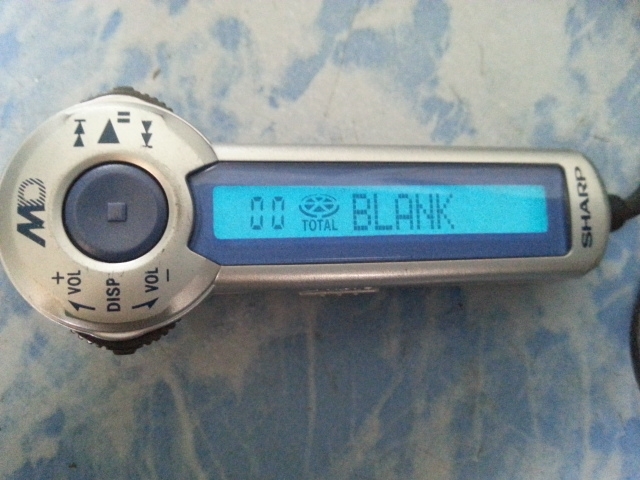 00 TOTAL BLANK
SHARP
MD
VOL +
DISP
VOL −